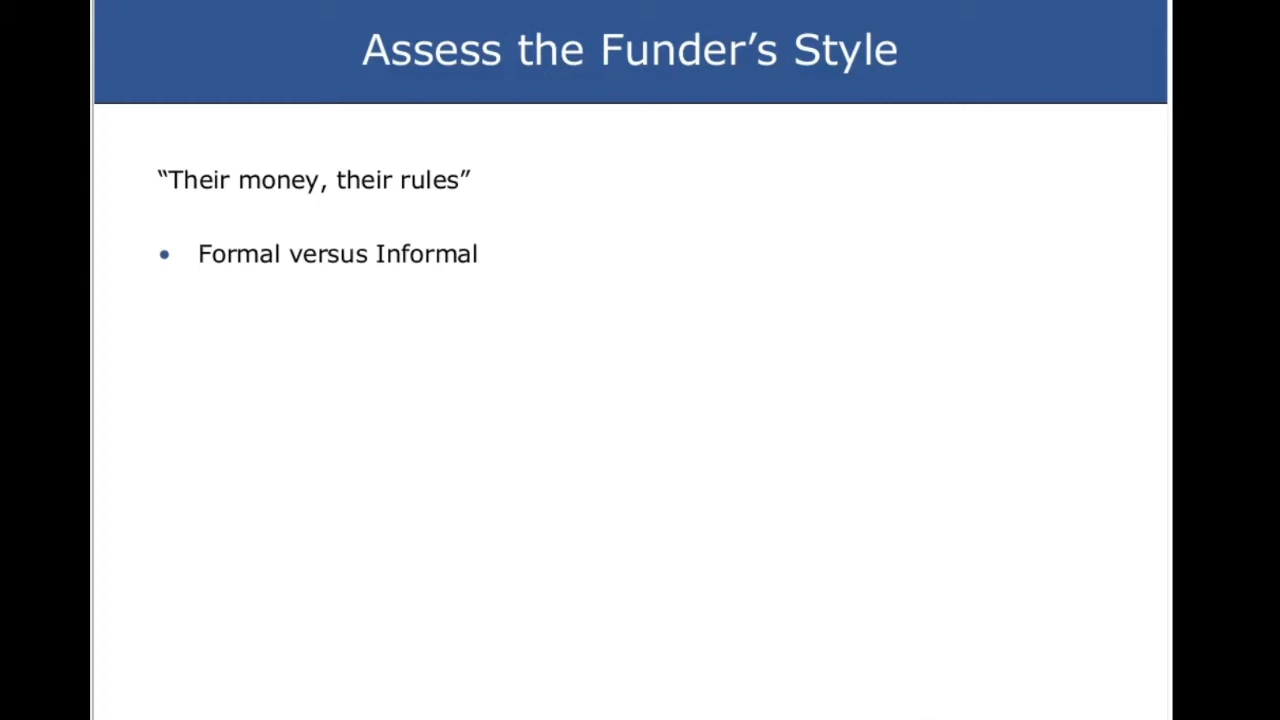 Assess the Funder’s Style
“Their money, their rules”
• Formal versus Informal